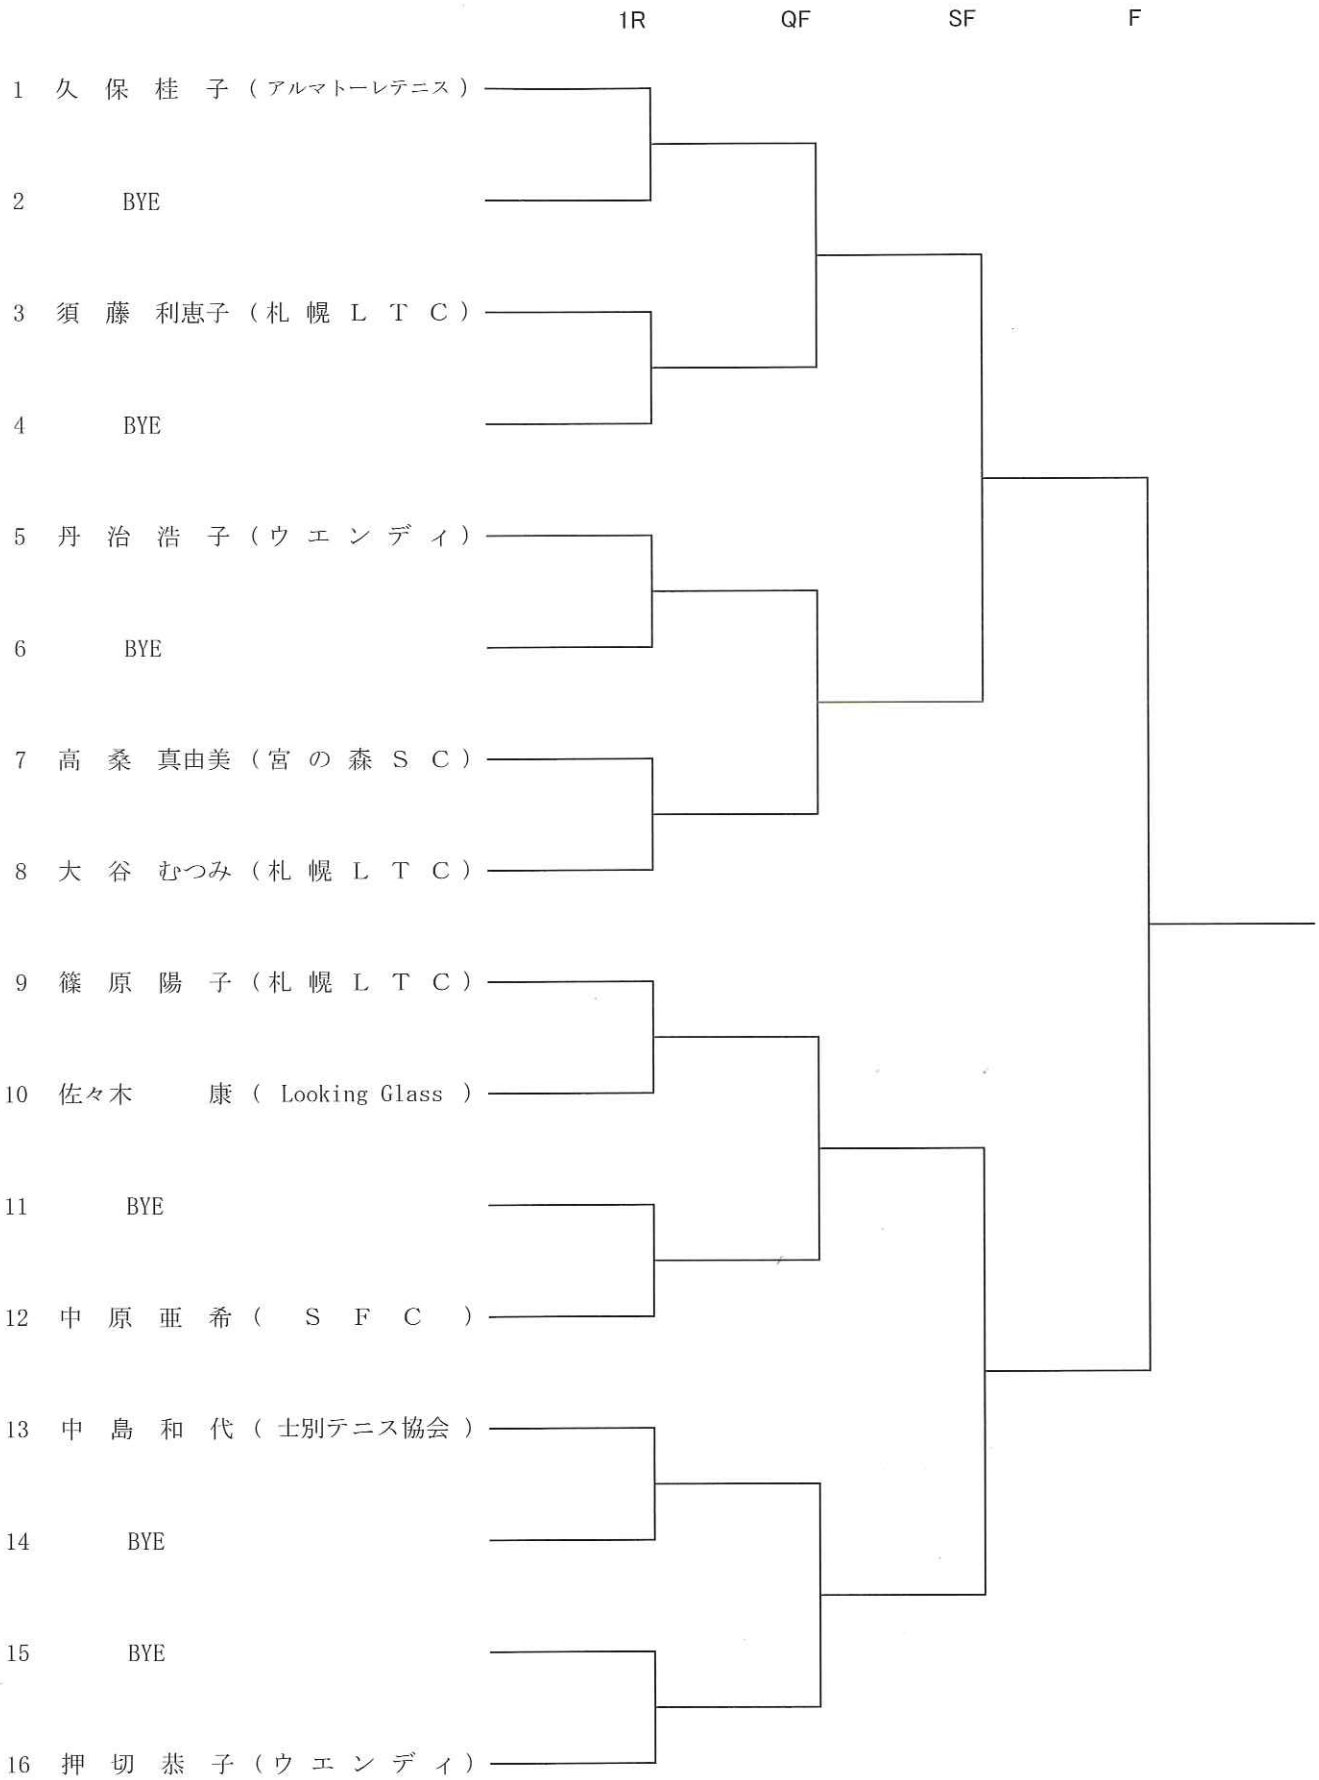 1R QF SF F
1 久 保 桂 子 ( アルマトーレテニス )
2 BYE
3 須 藤 利恵子 ( 札 幌 L T C )
4 BYE
5 丹 治 浩 子 ( ウ エ ン デ ィ )
6 BYE
7 高 桑 真由美 ( 宮 の 森 S C )
8 大 谷 むつみ ( 札 幌 L T C )
9 篠 原 陽 子 ( 札 幌 L T C )
10 佐々木 康 ( Looking Glass )
11 BYE
12 中 原 亜 希 ( S F C )
13 中 島 和 代 ( 士別テニス協会 )
14 BYE
15 BYE
16 押 切 恭 子 ( ウ エ ン デ ィ )